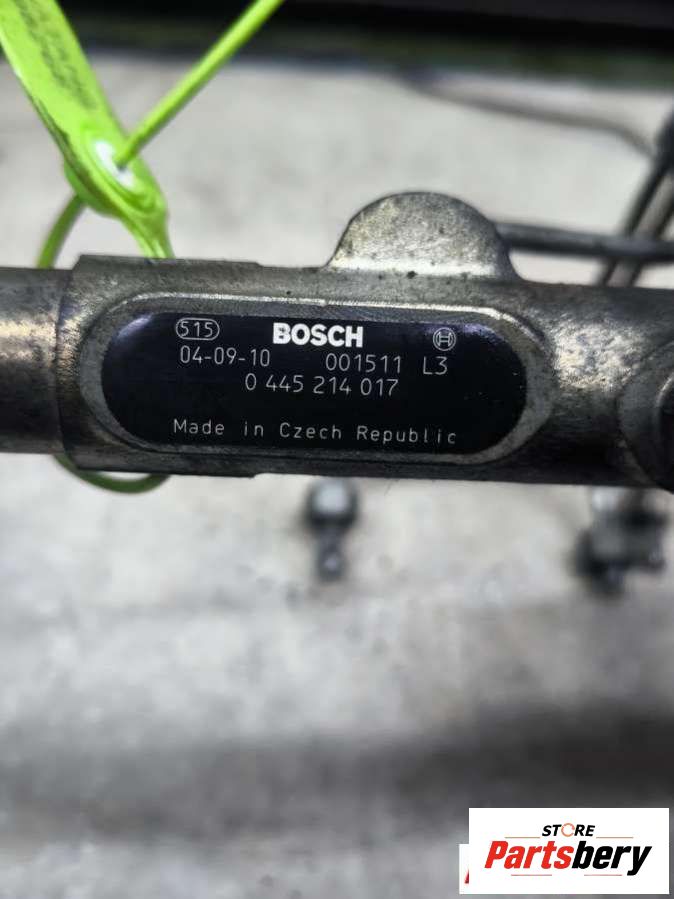 515 BOSCH
04-09-10 001511 L3
0 445 214 017
Made in Czech Republic
STORE
Partsbery